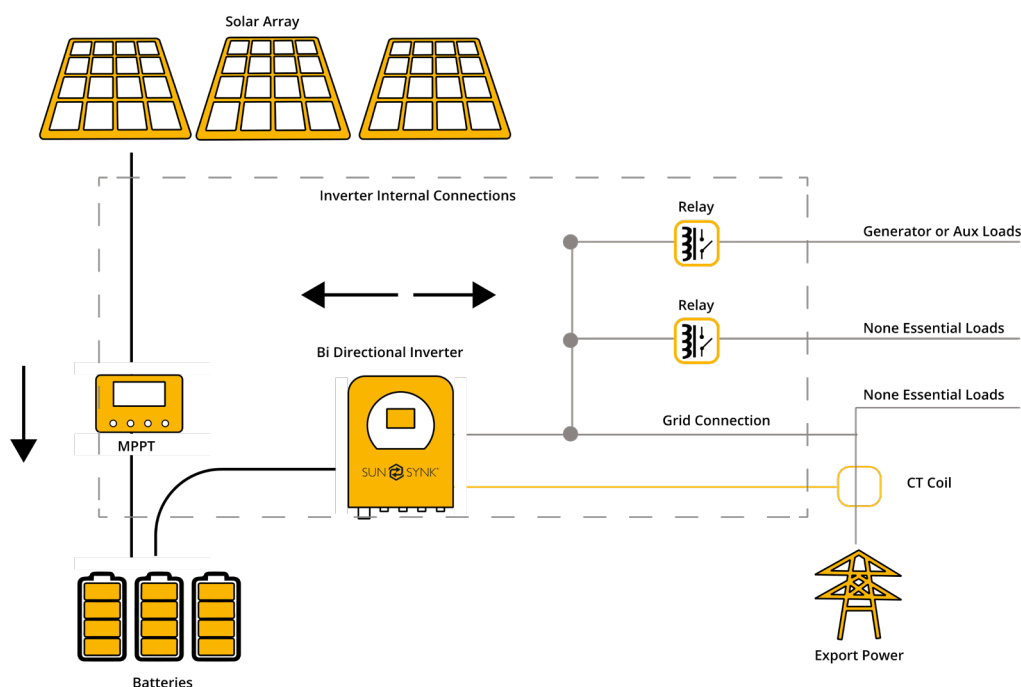 Solar Array
Inverter Internal Connections
Relay
Generator or Aux Loads
Relay
None Essential Loads
Bi Directional Inverter
None Essential Loads
Grid Connection
MPPT
SUN SYNK
CT Coil
Export Power
Batteries